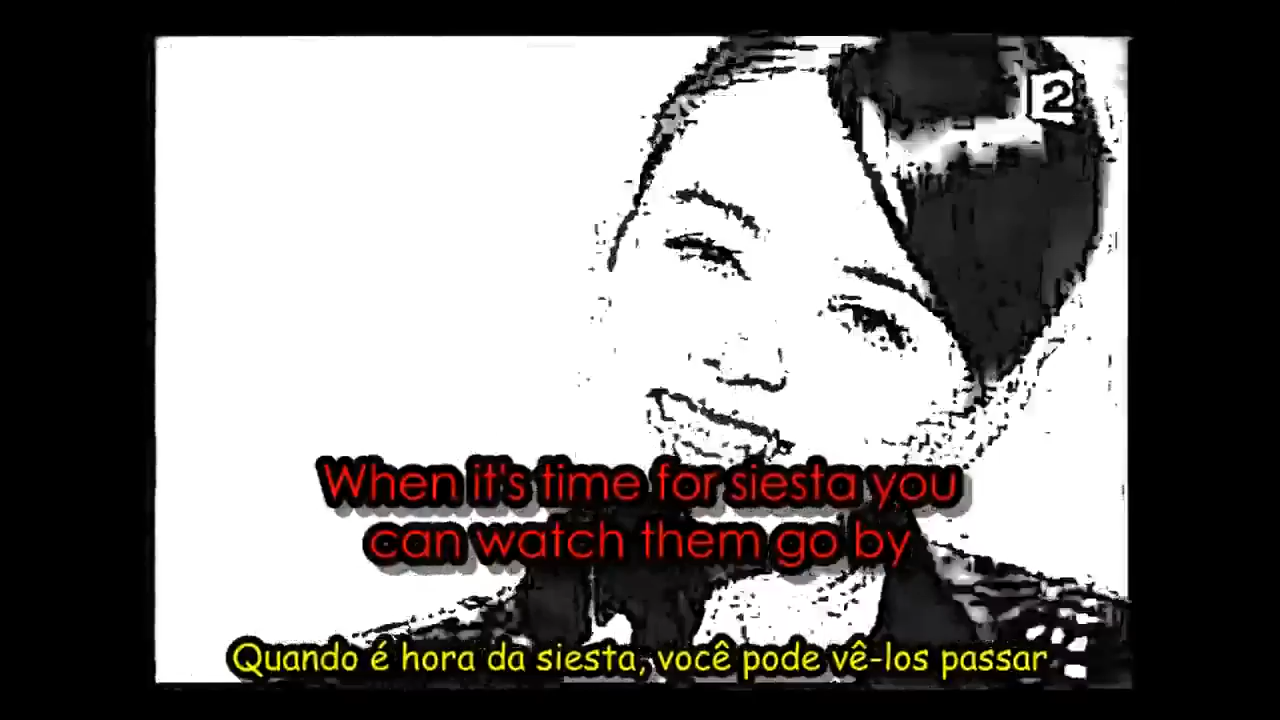 2
When it's time for siesta you
can watch them go by
Quando é hora da siesta, você pode vê-los passar